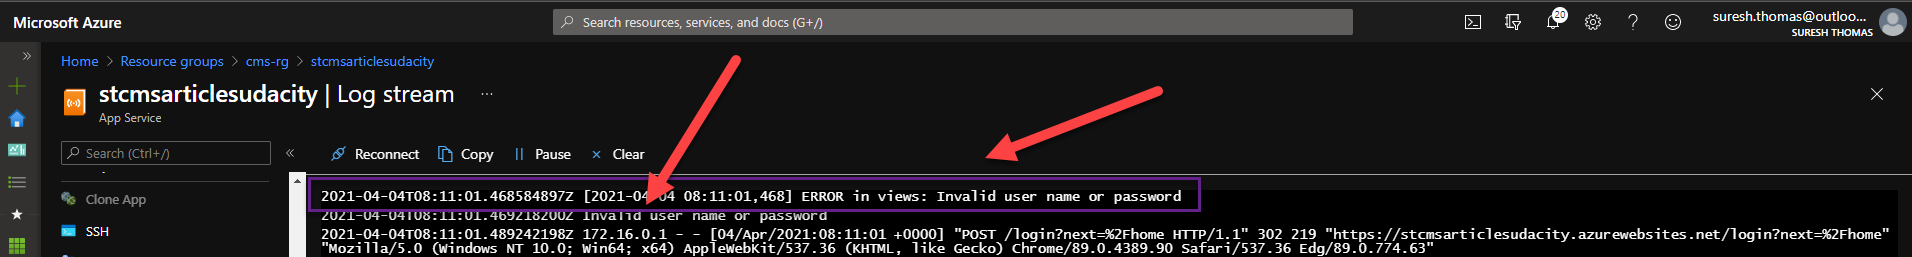 Microsoft Azure
Search resources, services, and docs (G+/)
20
suresh.thomas@outloo...
SURESH THOMAS
Home > Resource groups > cms-rg > stcmsarticlesudacity
stcmsarticlesudacity | Log stream ...
App Service
Search (Ctrl+/)
Reconnect Copy Pause Clear
Clone App
SSH
2021-04-04T08:11:01.468584897Z [2021-04-04 08:11:01,468] ERROR in views: Invalid user name or password
2021-04-04T08:11:01.469218200Z Invalid user name or password
2021-04-04T08:11:01.489242198Z 172.16.0.1 - - [04/Apr/2021:08:11:01 +0000] "POST /login?next=%2Fhome HTTP/1.1" 302 219 "https://stcmsarticlesudacity.azurewebsites.net/login?next=%2Fhome"
"Mozilla/5.0 (Windows NT 10.0; Win64; x64) AppleWebKit/537.36 (KHTML, like Gecko) Chrome/89.0.4389.90 Safari/537.36 Edg/89.0.774.63"